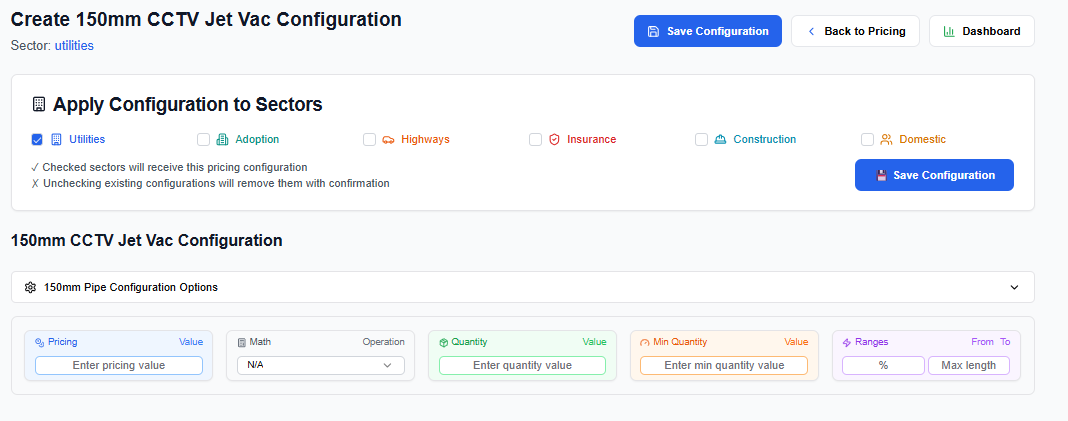 Create 150mm CCTV Jet Vac Configuration
Sector: utilities
Save Configuration
Back to Pricing
Dashboard
Apply Configuration to Sectors
Utilities
Adoption
Highways
Insurance
Construction
Domestic
✓ Checked sectors will receive this pricing configuration
✗ Unchecking existing configurations will remove them with confirmation
Save Configuration
150mm CCTV Jet Vac Configuration
150mm Pipe Configuration Options
Pricing Value
Enter pricing value
Math Operation
N/A
Quantity Value
Enter quantity value
Min Quantity Value
Enter min quantity value
Ranges From To
% Max length